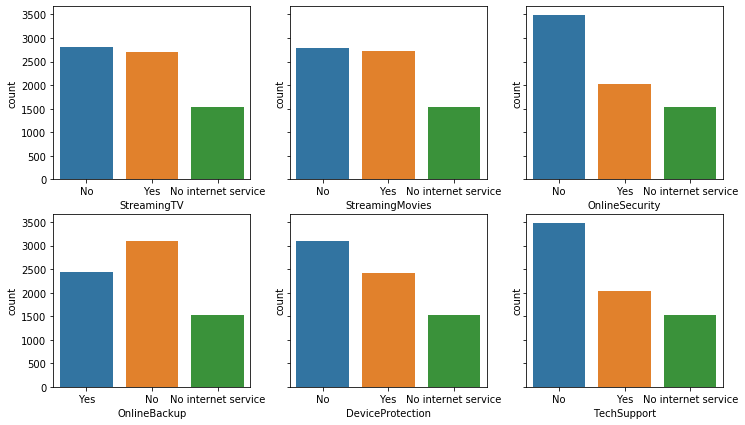 3500
3000
2500
2000
1500
1000
500
0
count
No Yes No internet service
StreamingTV
count
No Yes No internet service
StreamingMovies
count
No Yes No internet service
OnlineSecurity
3500
3000
2500
2000
1500
1000
500
0
count
Yes No No internet service
OnlineBackup
count
No Yes No internet service
DeviceProtection
count
No Yes No internet service
TechSupport